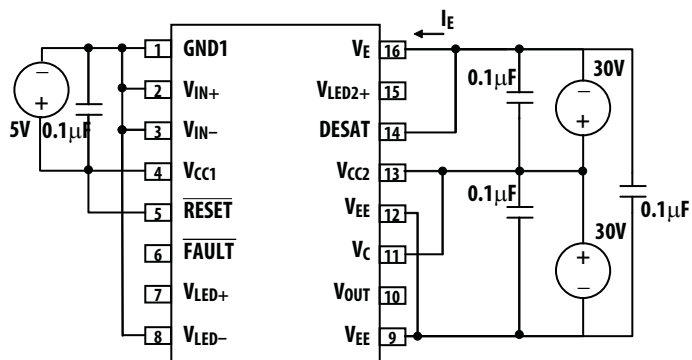 I_E
1 GND1
2 V_IN+
3 V_IN–
4 V_CC1
5 RESET
6 FAULT
7 V_LED+
8 V_LED–
V_E 16
V_LED2+ 15
DESAT 14
V_CC2 13
V_EE 12
V_C 11
V_OUT 10
V_EE 9
–
+
5V
0.1µF
0.1µF
30V
–
+
0.1µF
30V
+
–
0.1µF